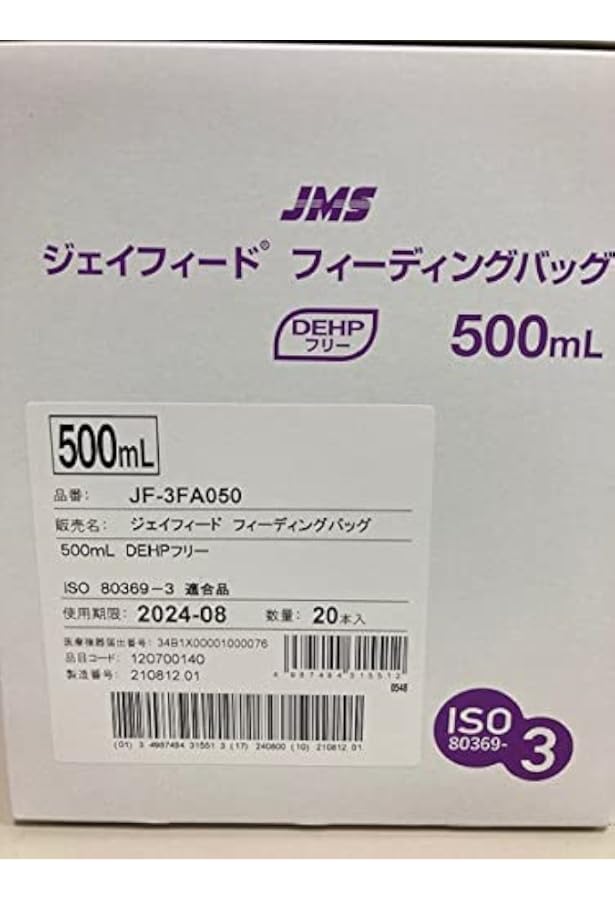 JMS
ジェイフィード® フィーディングバッグ
DEHP
フリー
500mL
500mL
品番: JF-3FA050
販売名: ジェイフィード フィーディングバッグ
500mL DEHPフリー
ISO 80369-3 適合品
使用期限: 2024-08 数量: 20本入
医療機器届出番号: 34B1X00001000076
品目コード: 120700140
製造番号: 210812.01
4 987494 315512
0548
(01) 3 4987494 31551 3 (17) 240800 (10) 210812.01
ISO
80369-
3